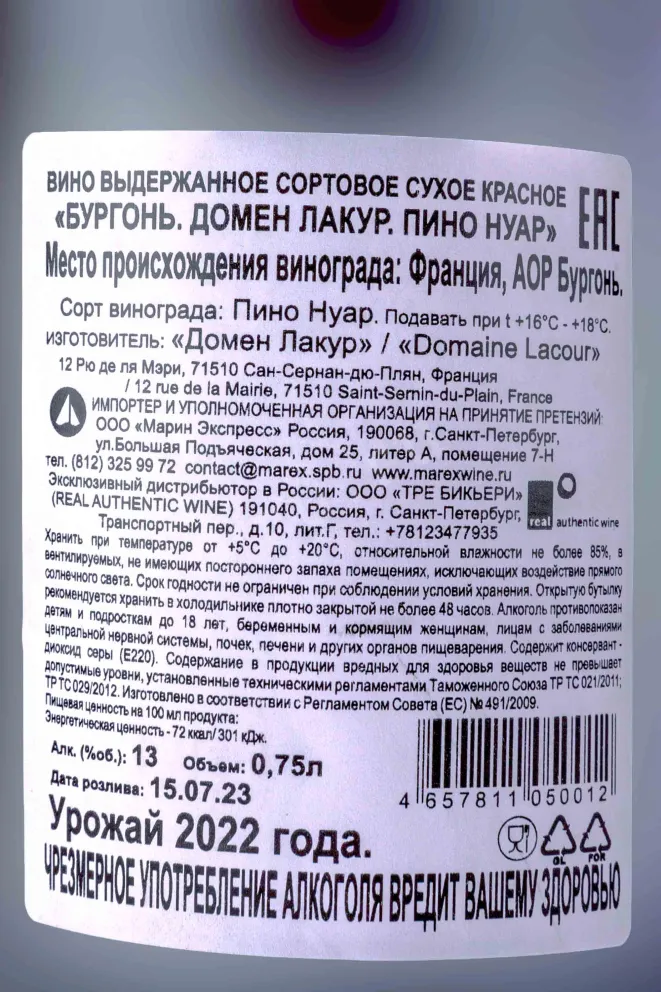 ВИНО ВЫДЕРЖАННОЕ СОРТОВОЕ СУХОЕ КРАСНОЕ
«БУРГОНЬ. ДОМЕН ЛАКУР. ПИНО НУАР»
EAC
Место происхождения винограда: Франция, АОР Бургонь.
Сорт винограда: Пино Нуар. Подавать при t +16°C - +18°C.
ИЗГОТОВИТЕЛЬ: «Домен Лакур» / «Domaine Lacour»
12 Рю де ля Мэри, 71510 Сан-Сернан-дю-Плян, Франция
/ 12 rue de la Mairie, 71510 Saint-Sernin-du-Plain, France
ИМПОРТЕР И УПОЛНОМОЧЕННАЯ ОРГАНИЗАЦИЯ НА ПРИНЯТИЕ ПРЕТЕНЗИЙ:
ООО «Марин Экспресс» Россия, 190068, г.Санкт-Петербург,
ул.Большая Подъяческая, дом 25, литер А, помещение 7-Н
тел. (812) 325 99 72 contact@marex.spb.ru www.marexwine.ru
Эксклюзивный дистрибьютор в России: ООО «ТРЕ БИКЬЕРИ»
(REAL AUTHENTIC WINE) 191040, Россия, г. Санкт-Петербург,
Транспортный пер., д.10, лит.Г, тел.: +78123477935
real authentic wine
Хранить при температуре от +5°C до +20°C, относительной влажности не более 85%, в
вентилируемых, не имеющих постороннего запаха помещениях, исключающих воздействие прямого
солнечного света. Срок годности не ограничен при соблюдении условий хранения. Открытую бутылку
рекомендуется хранить в холодильнике плотно закрытой не более 48 часов. Алкоголь противопоказан
детям и подросткам до 18 лет, беременным и кормящим женщинам, лицам с заболеваниями
центральной нервной системы, почек, печени и других органов пищеварения. Содержит консервант -
диоксид серы (E220). Содержание в продукции вредных для здоровья веществ не превышает
допустимые уровни, установленные техническими регламентами Таможенного Союза ТР ТС 021/2011;
ТР ТС 029/2012. Изготовлено в соответствии с Регламентом Совета (ЕС) № 491/2009.
Пищевая ценность на 100 мл продукта:
Энергетическая ценность - 72 ккал/ 301 кДж.
Алк. (%об.): 13 Объем: 0,75л
Дата розлива: 15.07.23
4 657811 050012
Урожай 2022 года.
GL FOR
ЧРЕЗМЕРНОЕ УПОТРЕБЛЕНИЕ АЛКОГОЛЯ ВРЕДИТ ВАШЕМУ ЗДОРОВЬЮ